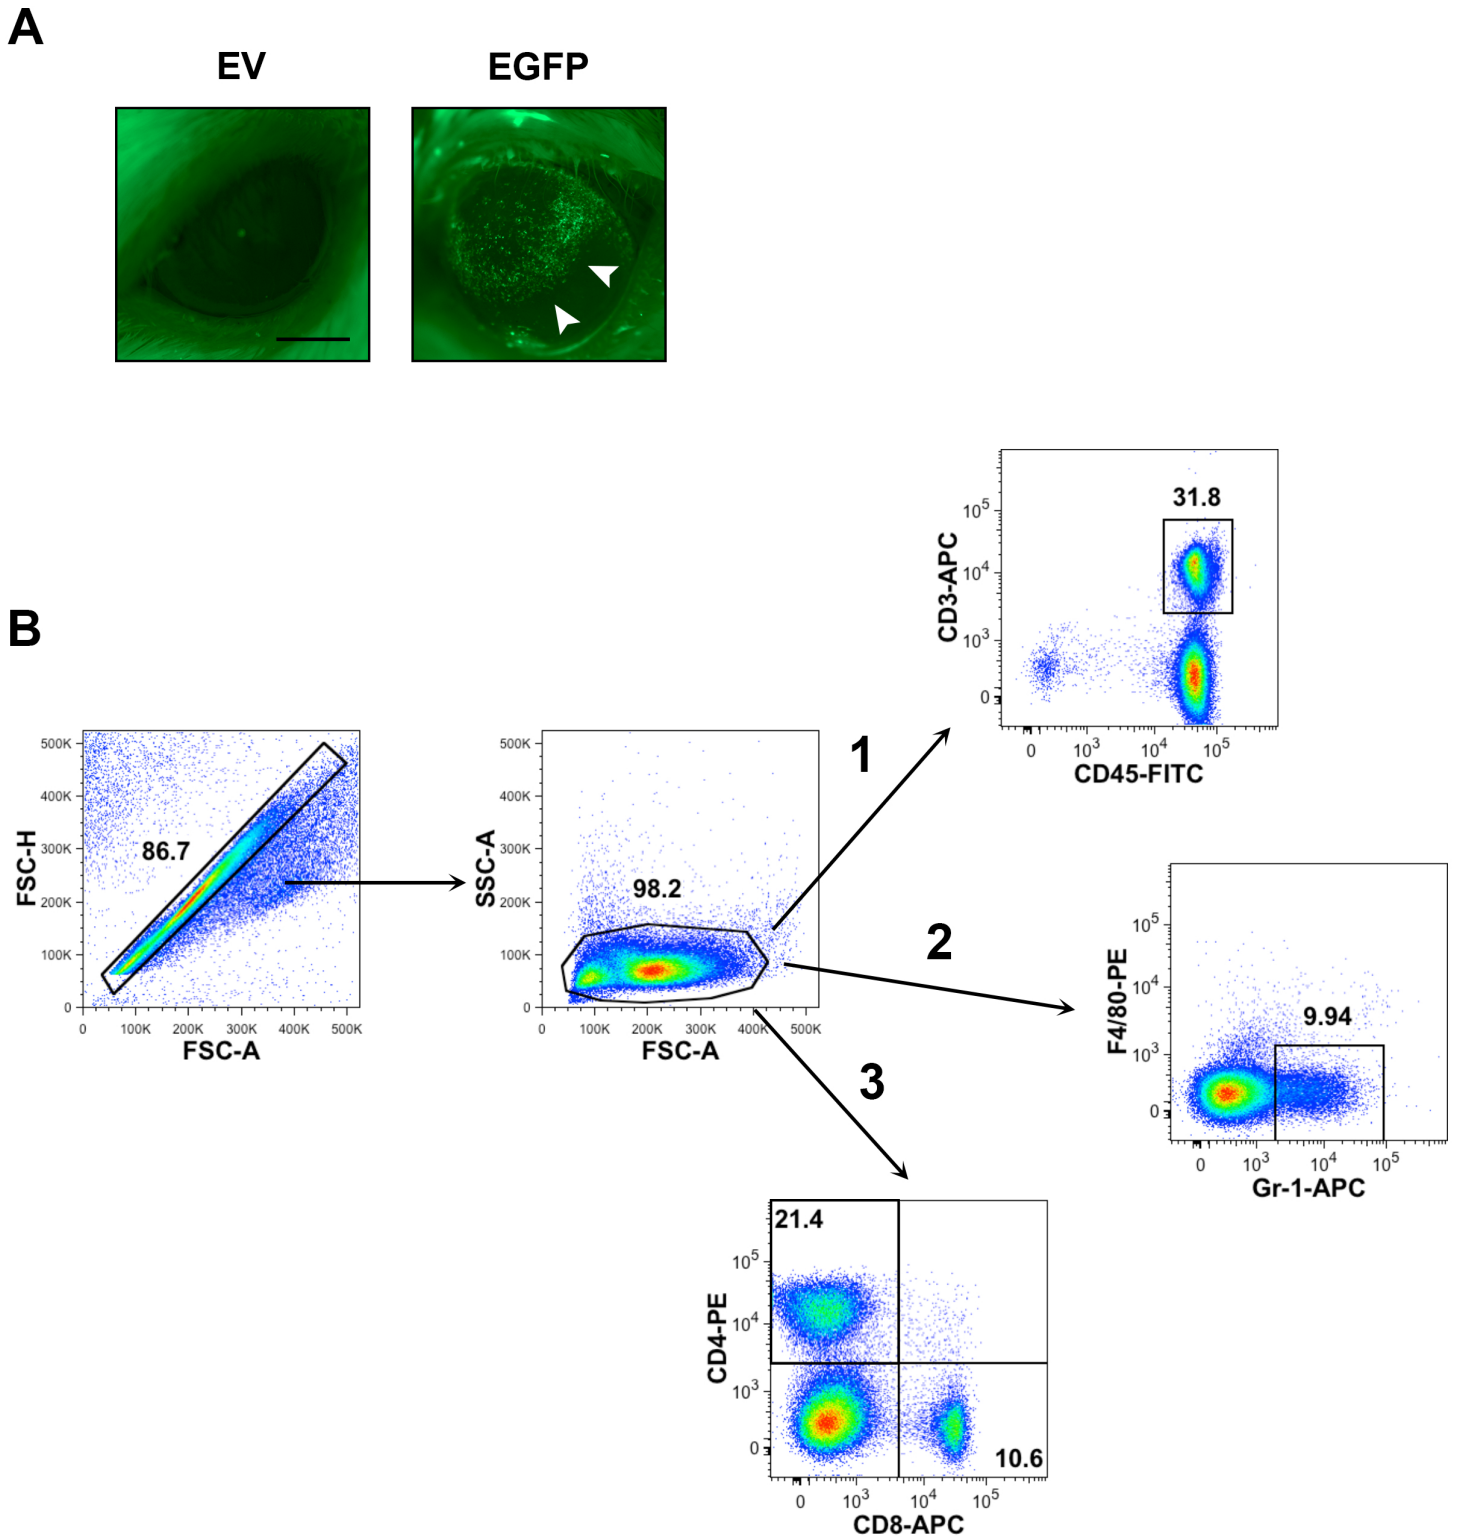 A
EV EGFP
B
31.8
CD3-APC
10^5
10^4
10^3
0
0 10^3 10^4 10^5
CD45-FITC
86.7
FSC-H
500K
400K
300K
200K
100K
0
0 100K 200K 300K 400K 500K
FSC-A
98.2
SSC-A
500K
400K
300K
200K
100K
0
0 100K 200K 300K 400K 500K
FSC-A
1
2
3
9.94
F4/80-PE
10^5
10^4
10^3
0
0 10^3 10^4 10^5
Gr-1-APC
21.4
CD4-PE
10^5
10^4
10^3
0
10.6
0 10^3 10^4 10^5
CD8-APC